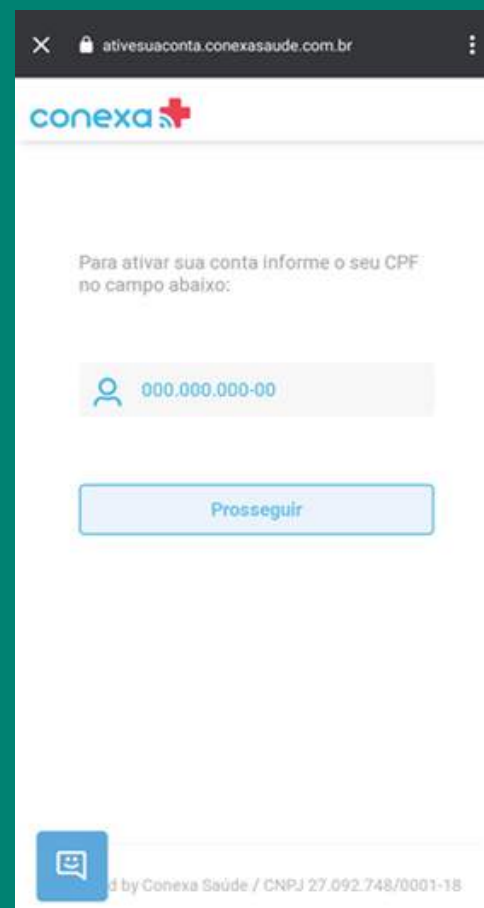 ativesuaconta.conexasaude.com.br
conexa
Para ativar sua conta informe o seu CPF
no campo abaixo:
000.000.000-00
Prosseguir
by Conexa Saúde / CNPJ 27.092.748/0001-18